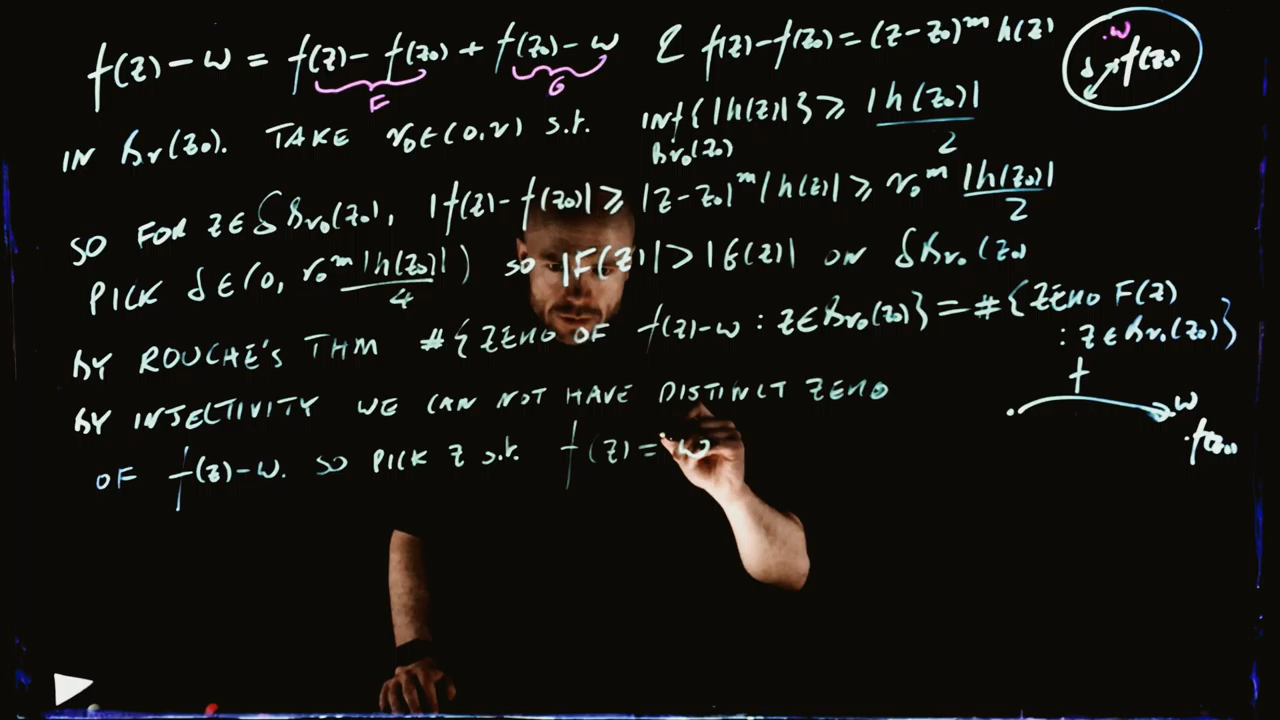 f(z) - w = f(z) - f(z₀) + f(z₀) - w & f(z) - f(z₀) = (z - z₀)^m h(z)
F G
w
δ f(z₀)
IN Br(z₀). TAKE r₀ ∈ (0, r) s.t. inf{|h(z)|} ≥ |h(z₀)|/2
Br₀(z₀)
SO FOR z ∈ ∂Br₀(z₀), |f(z) - f(z₀)| ≥ |z - z₀|^m |h(z)| ≥ r₀^m |h(z₀)|/2
PICK δ ∈ (0, r₀^m |h(z₀)|/4) so |F(z)| > |G(z)| on ∂Br₀(z₀
BY ROUCHE'S THM #{ZERO OF f(z) - w : z ∈ Br₀(z₀)} = #{ZERO F(z)
: z ∈ Br₀(z₀)}
BY INJECTIVITY WE CAN NOT HAVE DISTINCT ZERO
f
w
f(z₀)
OF f(z) - w. SO PICK z s.t. f(z) = w